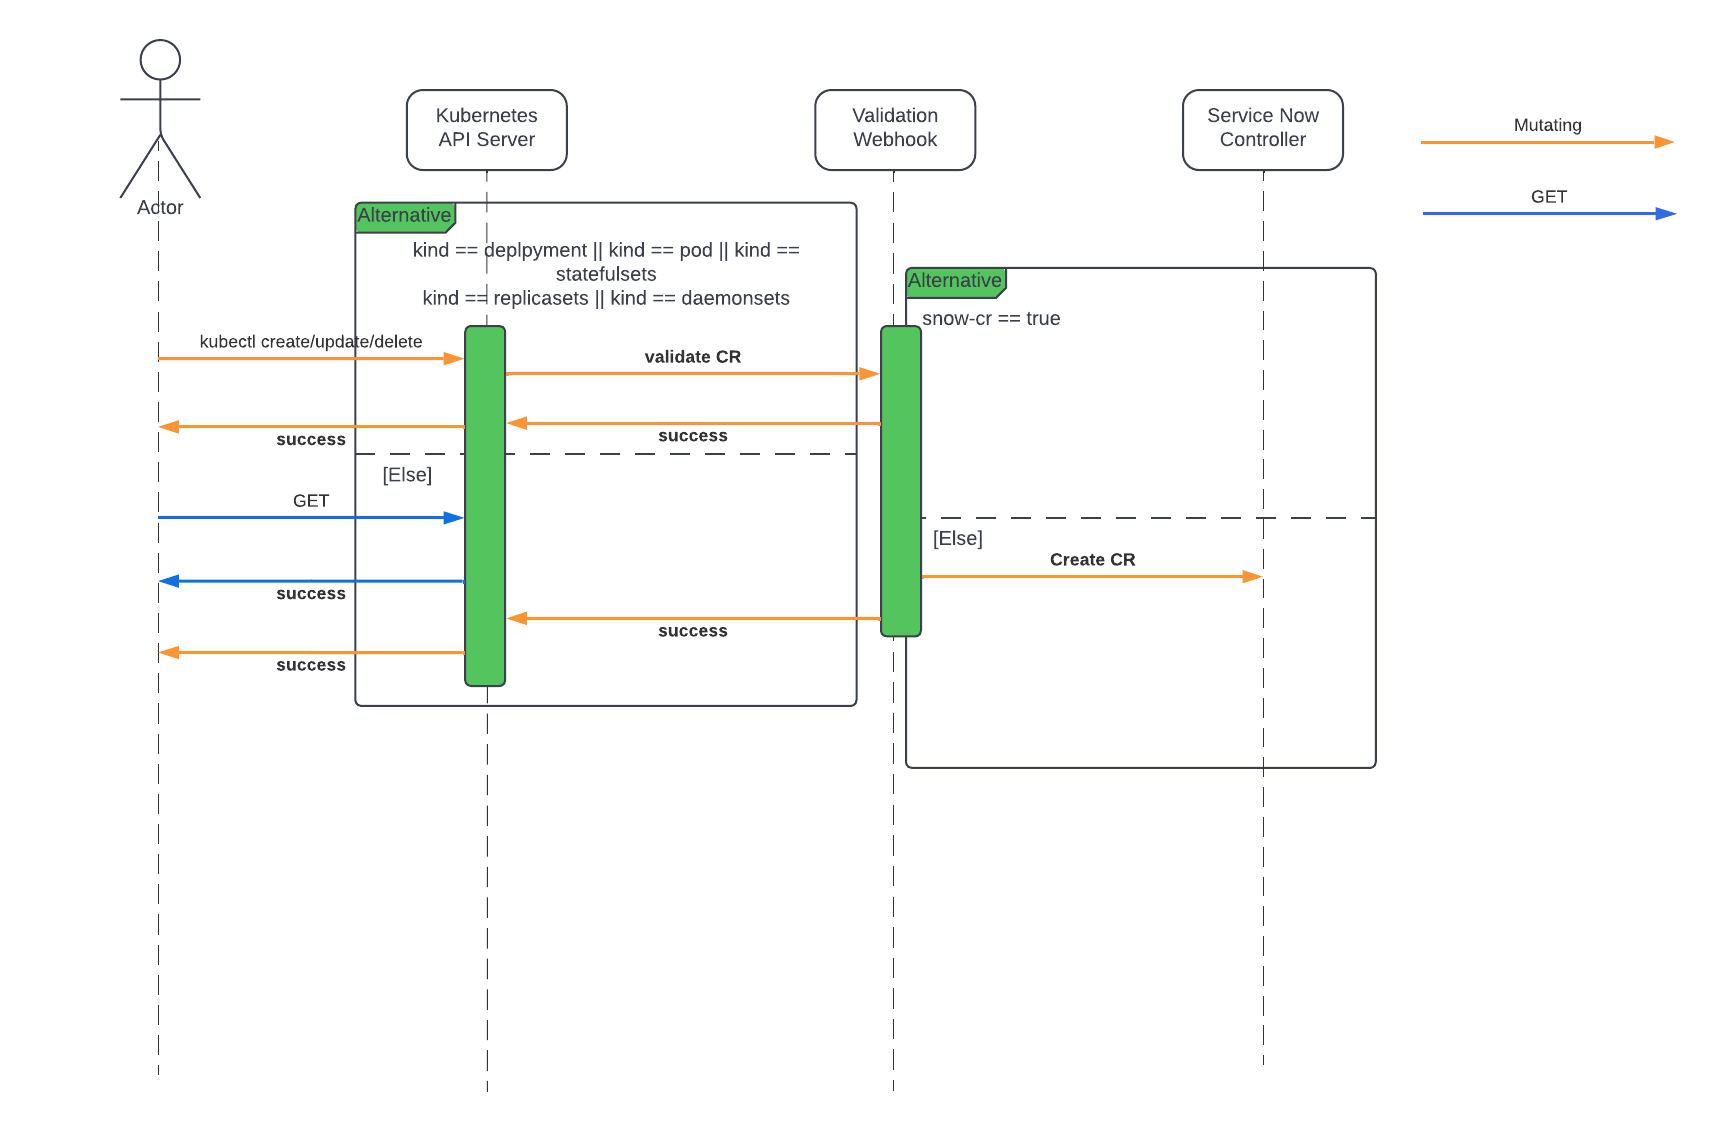 Actor
Kubernetes
API Server
Validation
Webhook
Service Now
Controller
Mutating
GET
Alternative
kind == deplpyment || kind == pod || kind ==
statefulsets
kind == replicasets || kind == daemonsets
Alternative
snow-cr == true
kubectl create/update/delete
validate CR
success
success
[Else]
GET
[Else]
Create CR
success
success
success